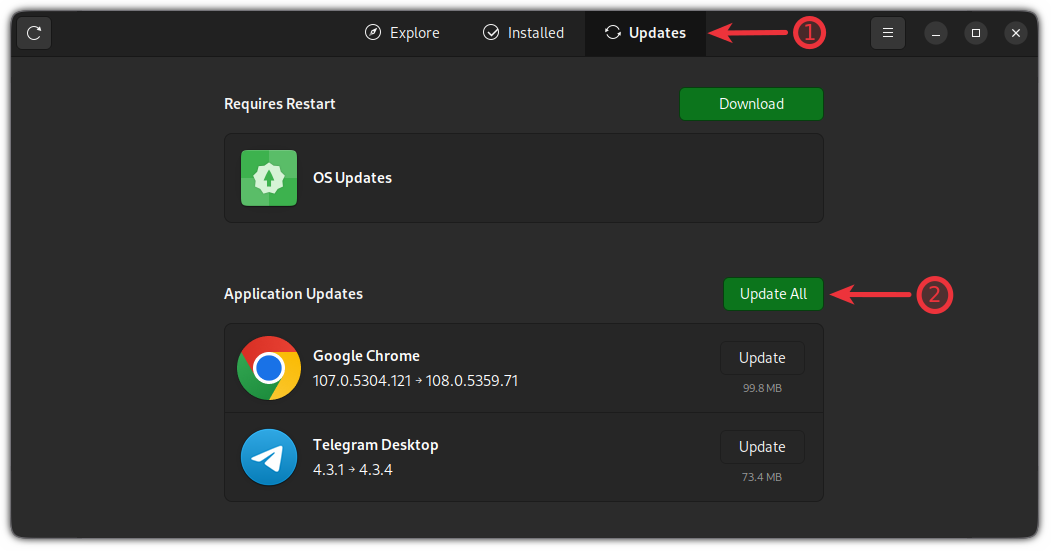 Explore
Installed
Updates
1
Requires Restart
Download
OS Updates
Application Updates
Update All
2
Google Chrome
107.0.5304.121 → 108.0.5359.71
Update
99.8 MB
Telegram Desktop
4.3.1 → 4.3.4
Update
73.4 MB